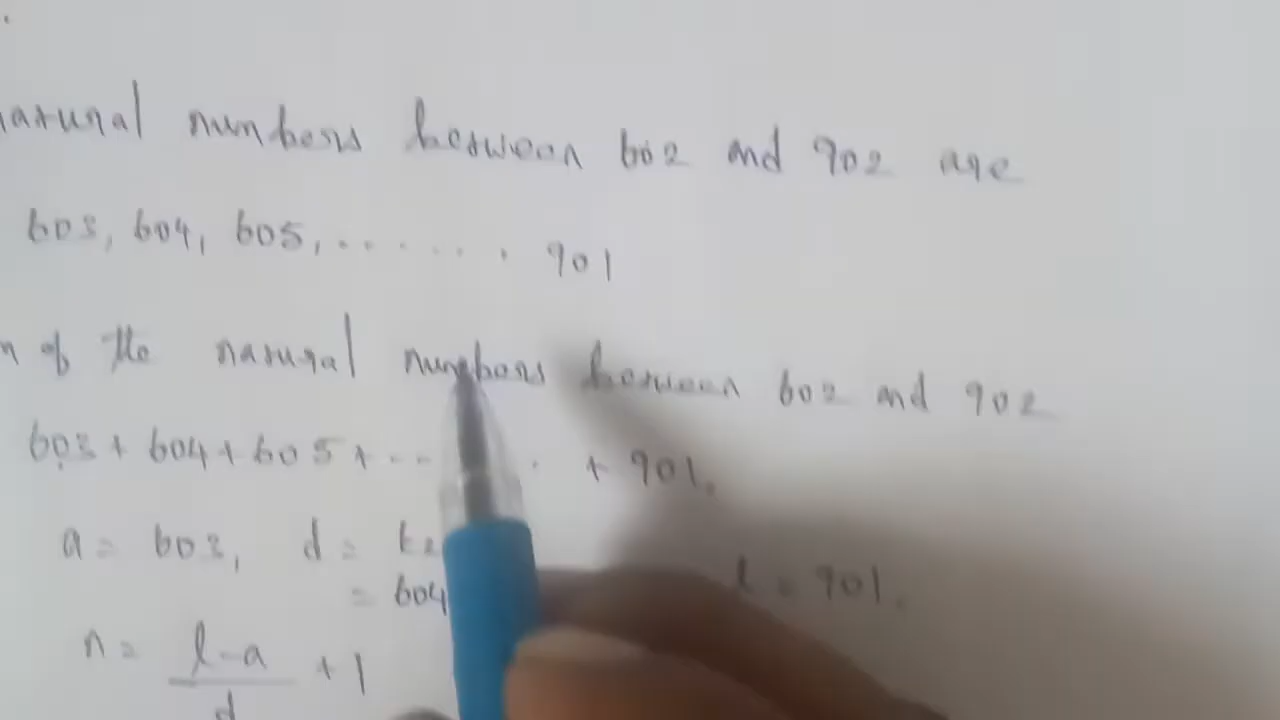 natural numbers between 602 and 902 are
603, 604, 605, ....... 901
of the natural numbers between 602 and 902
603 + 604 + 605 + ... . + 901.
a = 603, d = t2 l = 901.
= 604
n = l-a / d + 1